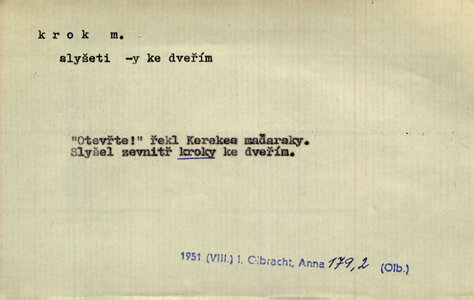 krok m.
slyšeti -y ke dveřím
"Otevřte!" řekl Kerekes maďarsky.
Slyšel zevnitř kroky ke dveřím.
1951 (VIII.) I. Olbracht, Anna 179,2 (Olb.)